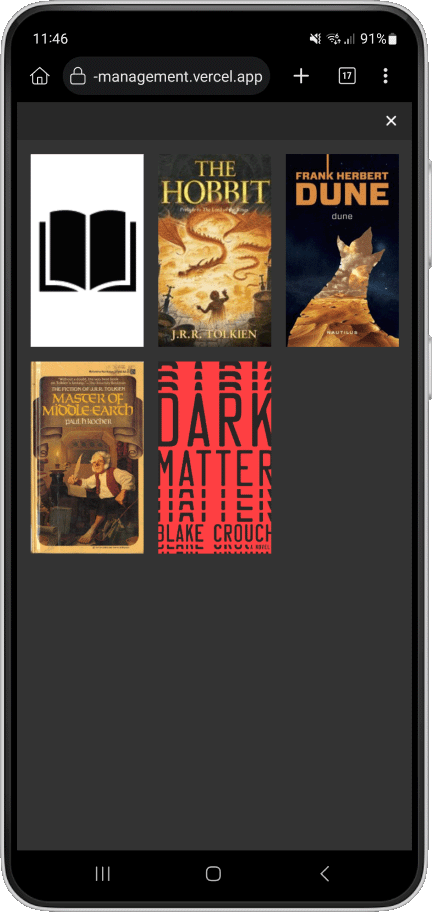 11:46
91%
-management.vercel.app
17
THE
HOBBIT
Prelude to The Lord of the Rings
J.R.R. TOLKIEN
FRANK HERBERT
DUNE
dune
NAUTILUS
THE FICTION OF J.R.R. TOLKIEN
MASTER OF
MIDDLE-EARTH
PAUL H. KOCHER
DARK
MATTER
BLAKE CROUCH